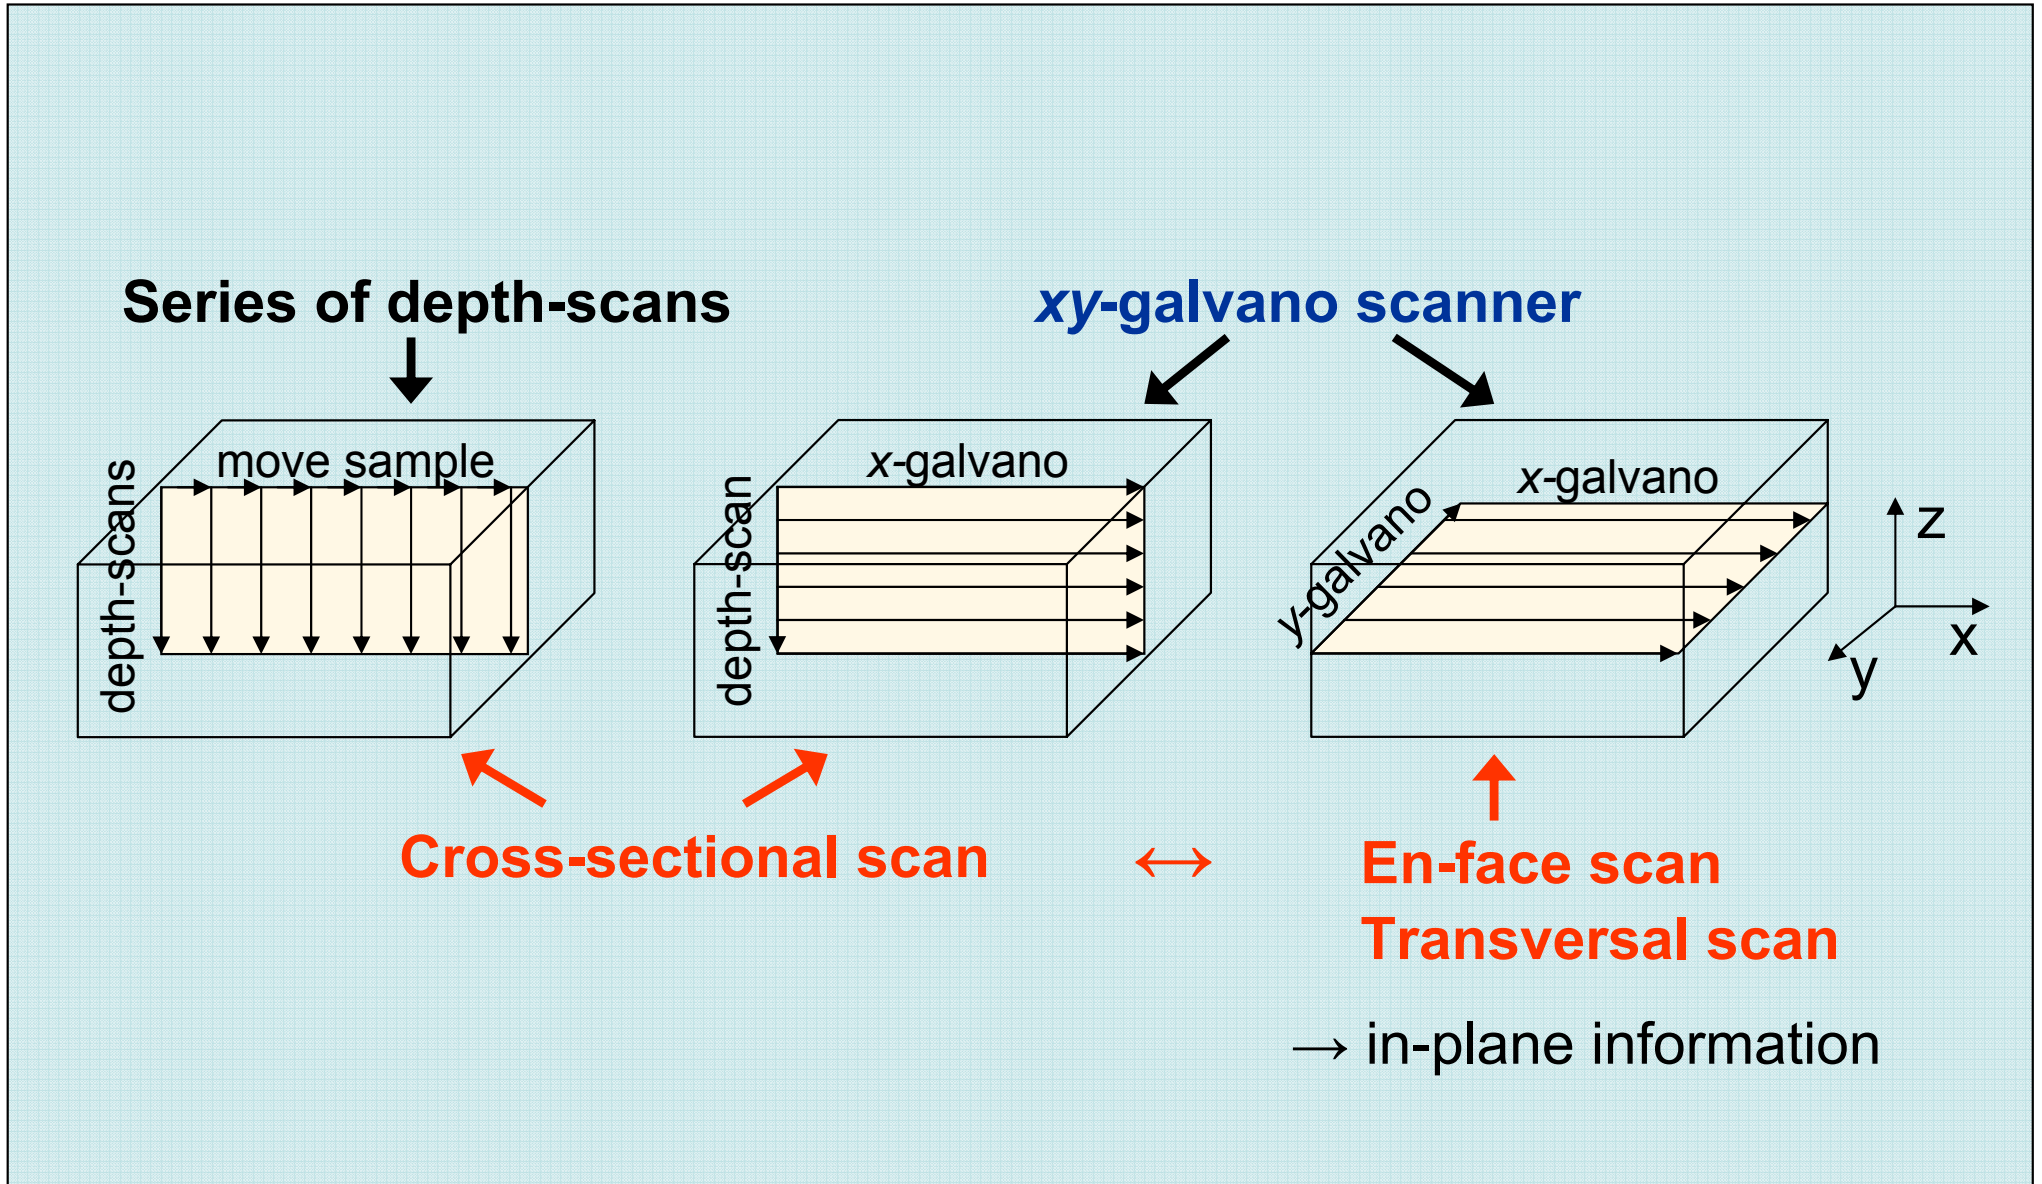 Series of depth-scans
xy-galvano scanner
move sample
depth-scans
x-galvano
depth-scan
x-galvano
y-galvano
z
x
y
Cross-sectional scan ↔ En-face scan
Transversal scan
→ in-plane information